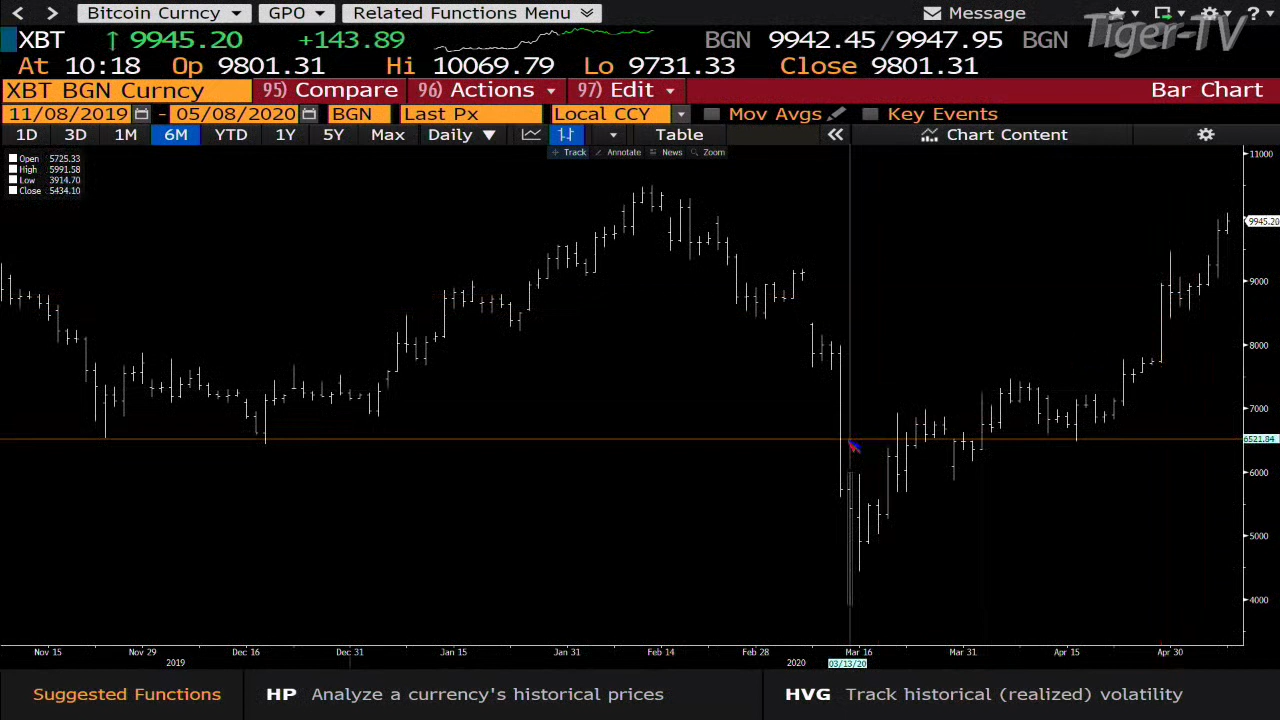 Bitcoin Curncy GPO Related Functions Menu Message ?
Tiger-TV
XBT ↑ 9945.20 +143.89 BGN 9942.45/9947.95 BGN
At 10:18 Op 9801.31 Hi 10069.79 Lo 9731.33 Close 9801.31
XBT BGN Curncy 95) Compare 96) Actions 97) Edit Bar Chart
11/08/2019 - 05/08/2020 BGN Last Px Local CCY Mov Avgs Key Events
1D 3D 1M 6M YTD 1Y 5Y Max Daily ▼ Table « Chart Content
Track Annotate News Zoom
Open 5725.33
High 5991.58
Low 3914.70
Close 5434.10
11000
9945.20
9000
8000
7000
6521.84
6000
5000
4000
Nov 15 Nov 29 Dec 16 Dec 31 Jan 15 Jan 31 Feb 14 Feb 28 Mar 16 Mar 31 Apr 15 Apr 30
2019 2020 03/13/20
Suggested Functions HP Analyze a currency's historical prices HVG Track historical (realized) volatility